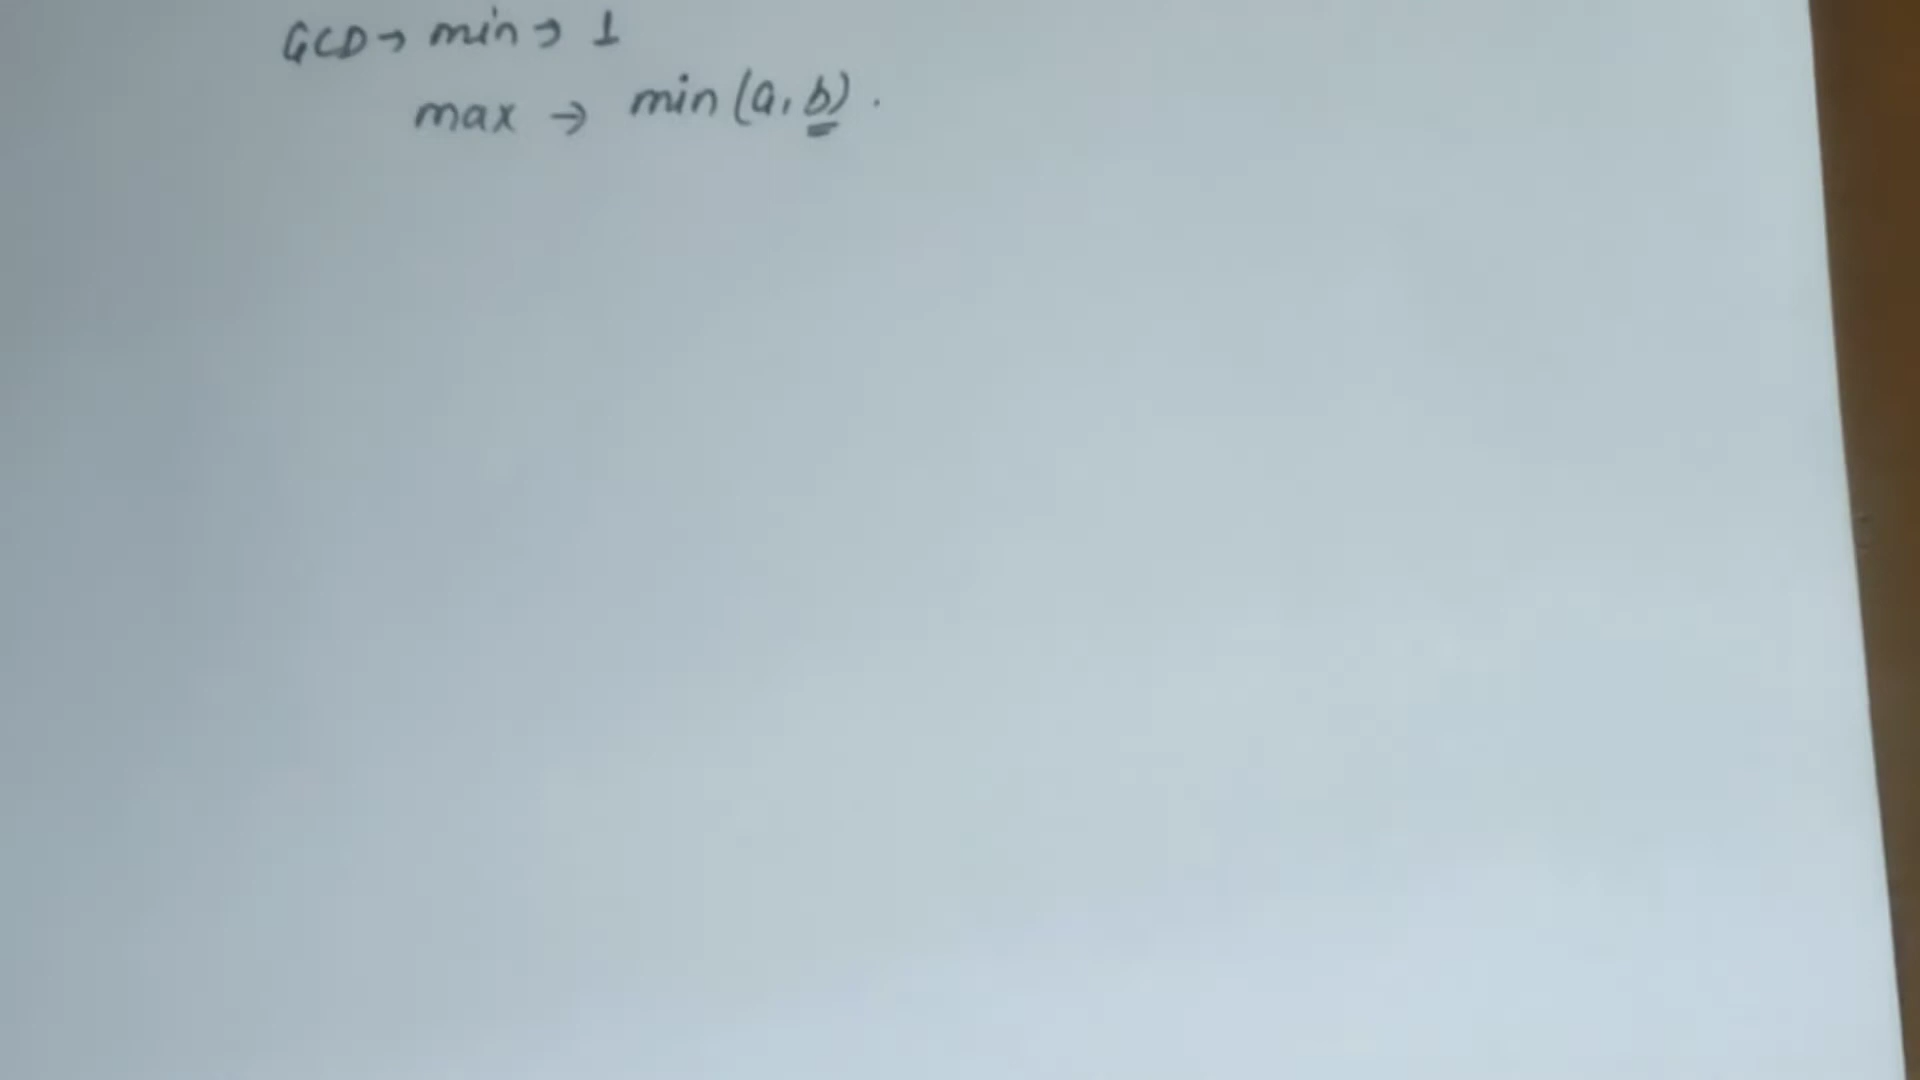 GCD → min → 1
max → min (a, b).